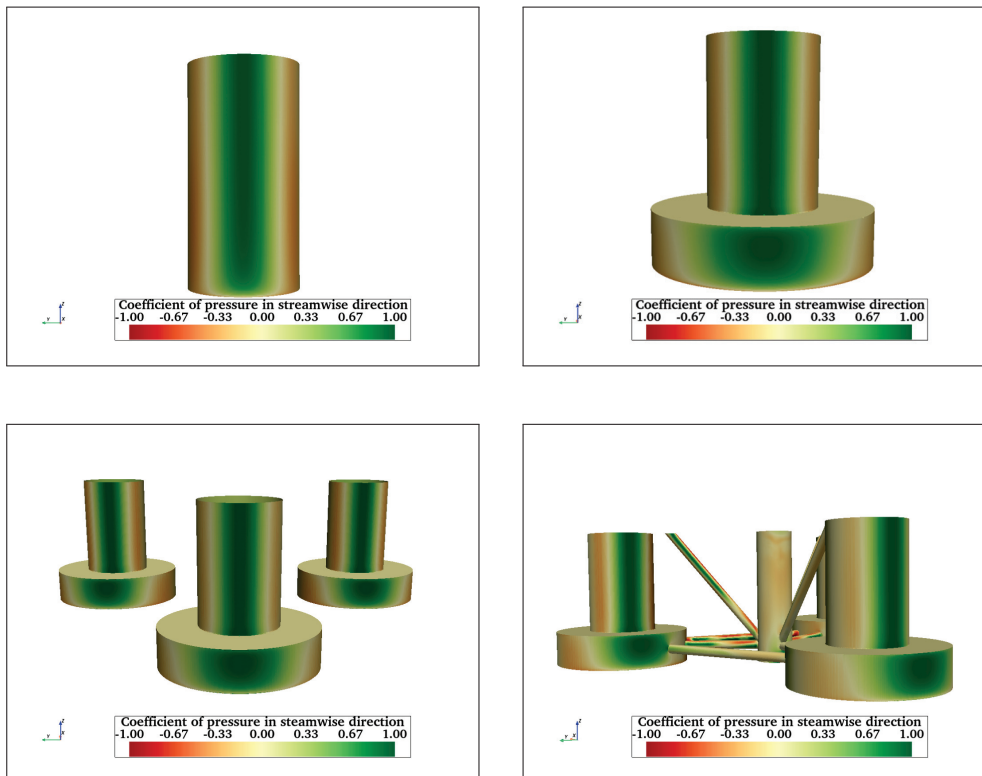 Coefficient of pressure in streamwise direction
-1.00 -0.67 -0.33 0.00 0.33 0.67 1.00
z
Y
X
Coefficient of pressure in streamwise direction
-1.00 -0.67 -0.33 0.00 0.33 0.67 1.00
z
Y
X
Coefficient of pressure in steamwise direction
-1.00 -0.67 -0.33 0.00 0.33 0.67 1.00
z
Y
X
Coefficient of pressure in steamwise direction
-1.00 -0.67 -0.33 0.00 0.33 0.67 1.00
z
Y
X